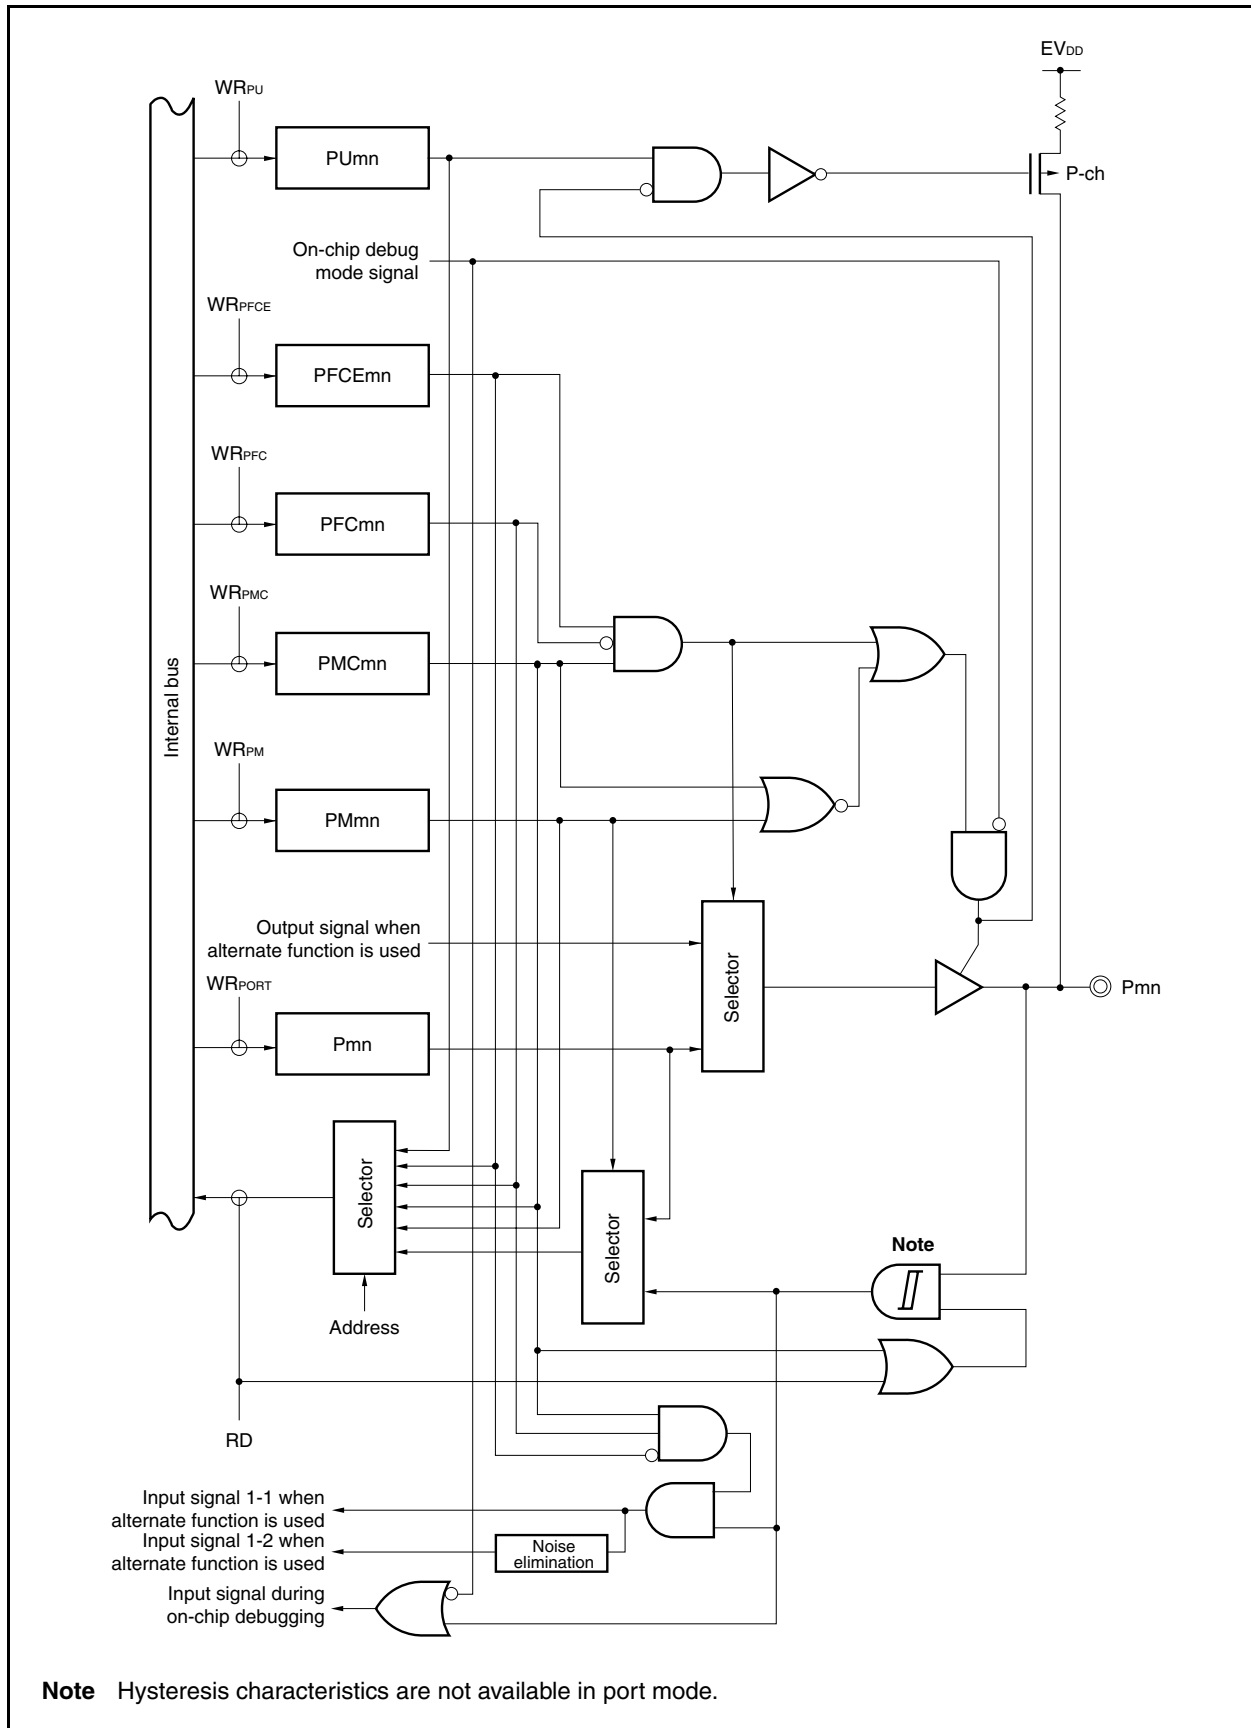 EVDD
WRPU
PUmn
P-ch
On-chip debug
mode signal
WRPFCE
PFCEmn
WRPFC
PFCmn
WRPMC
PMCmn
Internal bus
WRPM
PMmn
Output signal when
alternate function is used
Selector
WRPORT
Pmn
Pmn
Selector
Selector
Note
Address
RD
Input signal 1-1 when
alternate function is used
Input signal 1-2 when
alternate function is used
Noise
elimination
Input signal during
on-chip debugging
Note Hysteresis characteristics are not available in port mode.